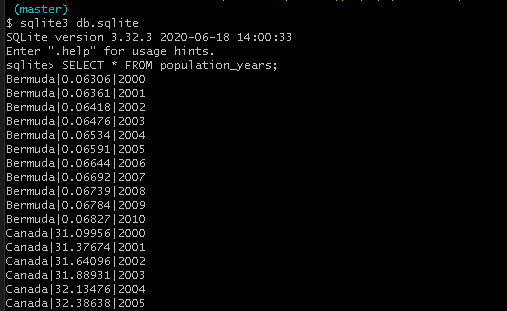 (master)
$ sqlite3 db.sqlite
SQLite version 3.32.3 2020-06-18 14:00:33
Enter ".help" for usage hints.
sqlite> SELECT * FROM population_years;
Bermuda|0.06306|2000
Bermuda|0.06361|2001
Bermuda|0.06418|2002
Bermuda|0.06476|2003
Bermuda|0.06534|2004
Bermuda|0.06591|2005
Bermuda|0.06644|2006
Bermuda|0.06692|2007
Bermuda|0.06739|2008
Bermuda|0.06784|2009
Bermuda|0.06827|2010
Canada|31.09956|2000
Canada|31.37674|2001
Canada|31.64096|2002
Canada|31.88931|2003
Canada|32.13476|2004
Canada|32.38638|2005